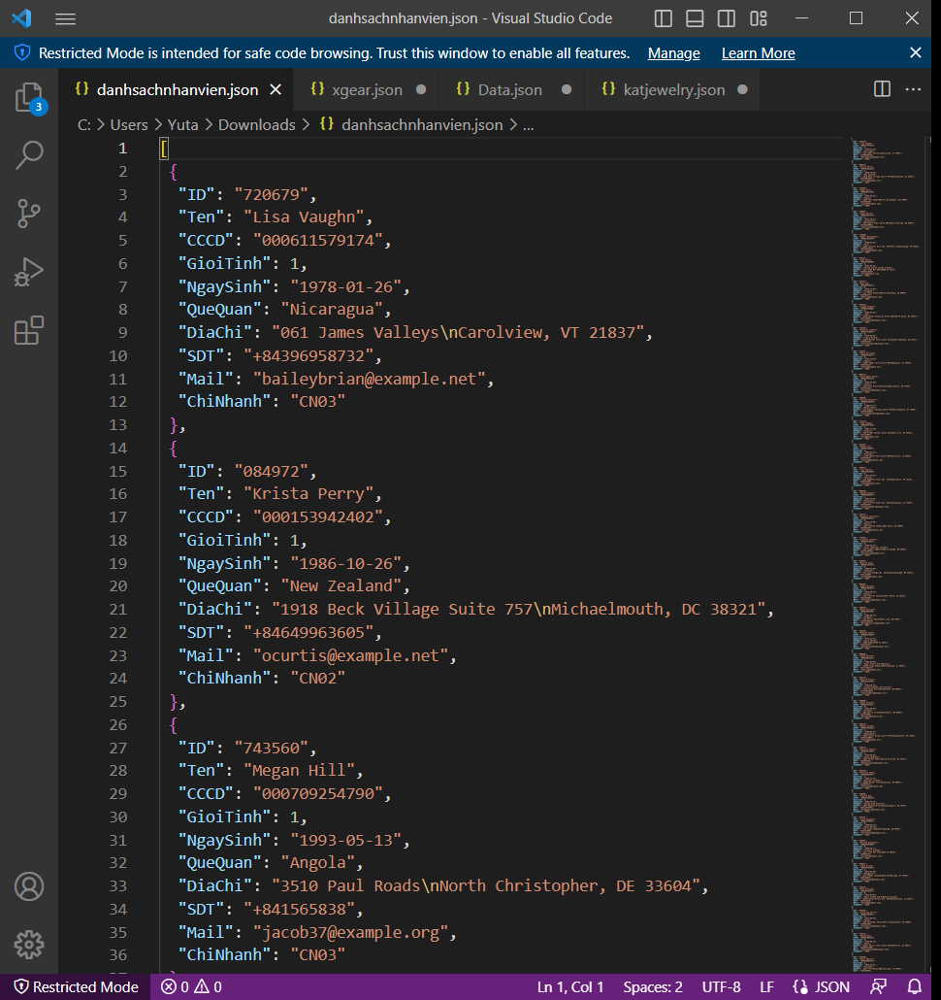 danhsachnhanvien.json - Visual Studio Code
Restricted Mode is intended for safe code browsing. Trust this window to enable all features. Manage Learn More
3
{} danhsachnhanvien.json {} xgear.json {} Data.json {} katjewelry.json
C: > Users > Yuta > Downloads > {} danhsachnhanvien.json > ...
1 [
2 {
3 "ID": "720679",
4 "Ten": "Lisa Vaughn",
5 "CCCD": "000611579174",
6 "GioiTinh": 1,
7 "NgaySinh": "1978-01-26",
8 "QueQuan": "Nicaragua",
9 "DiaChi": "061 James Valleys\nCarolview, VT 21837",
10 "SDT": "+84396958732",
11 "Mail": "baileybrian@example.net",
12 "ChiNhanh": "CN03"
13 },
14 {
15 "ID": "084972",
16 "Ten": "Krista Perry",
17 "CCCD": "000153942402",
18 "GioiTinh": 1,
19 "NgaySinh": "1986-10-26",
20 "QueQuan": "New Zealand",
21 "DiaChi": "1918 Beck Village Suite 757\nMichaelmouth, DC 38321",
22 "SDT": "+84649963605",
23 "Mail": "ocurtis@example.net",
24 "ChiNhanh": "CN02"
25 },
26 {
27 "ID": "743560",
28 "Ten": "Megan Hill",
29 "CCCD": "000709254790",
30 "GioiTinh": 1,
31 "NgaySinh": "1993-05-13",
32 "QueQuan": "Angola",
33 "DiaChi": "3510 Paul Roads\nNorth Christopher, DE 33604",
34 "SDT": "+841565838",
35 "Mail": "jacob37@example.org",
36 "ChiNhanh": "CN03"
Restricted Mode 0 0 Ln 1, Col 1 Spaces: 2 UTF-8 LF {} JSON